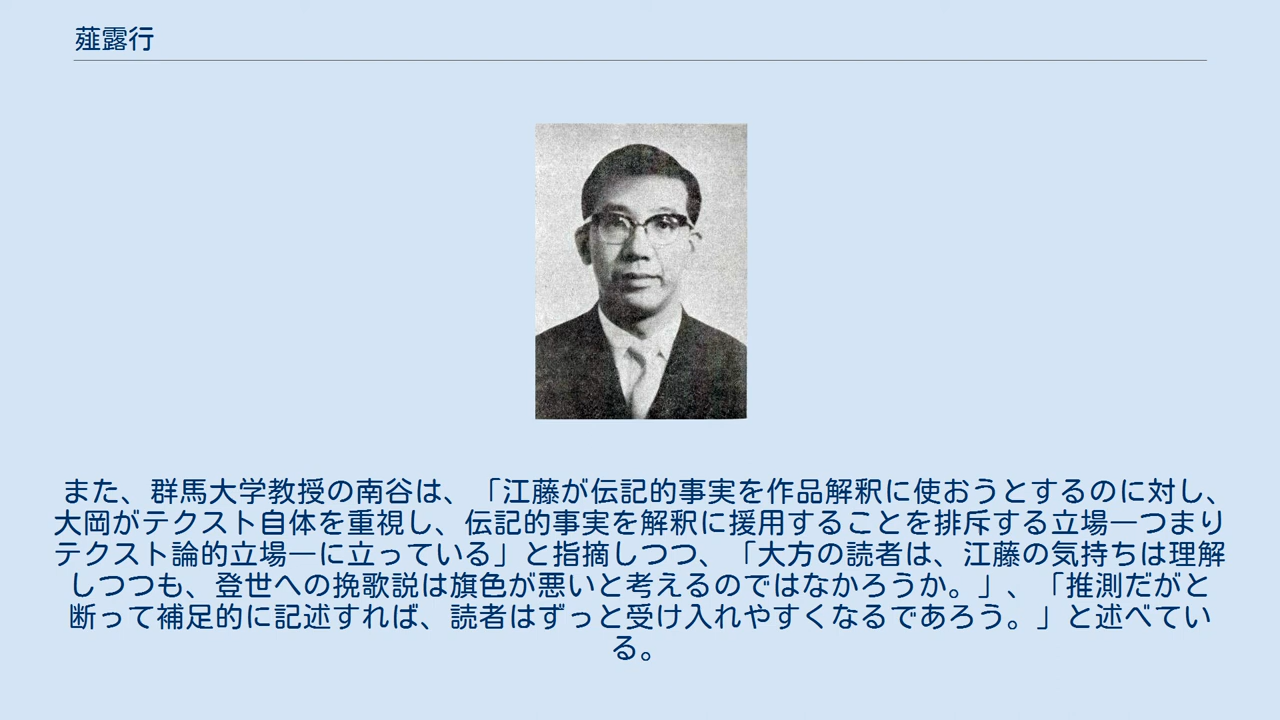 薤露行
また、群馬大学教授の南谷は、「江藤が伝記的事実を作品解釈に使おうとするのに対し、
大岡がテクスト自体を重視し、伝記的事実を解釈に援用することを排斥する立場―つまり
テクスト論的立場―に立っている」と指摘しつつ、「大方の読者は、江藤の気持ちは理解
しつつも、登世への挽歌説は旗色が悪いと考えるのではなかろうか。」、「推測だがと
断って補足的に記述すれば、読者はずっと受け入れやすくなるであろう。」と述べてい
る。